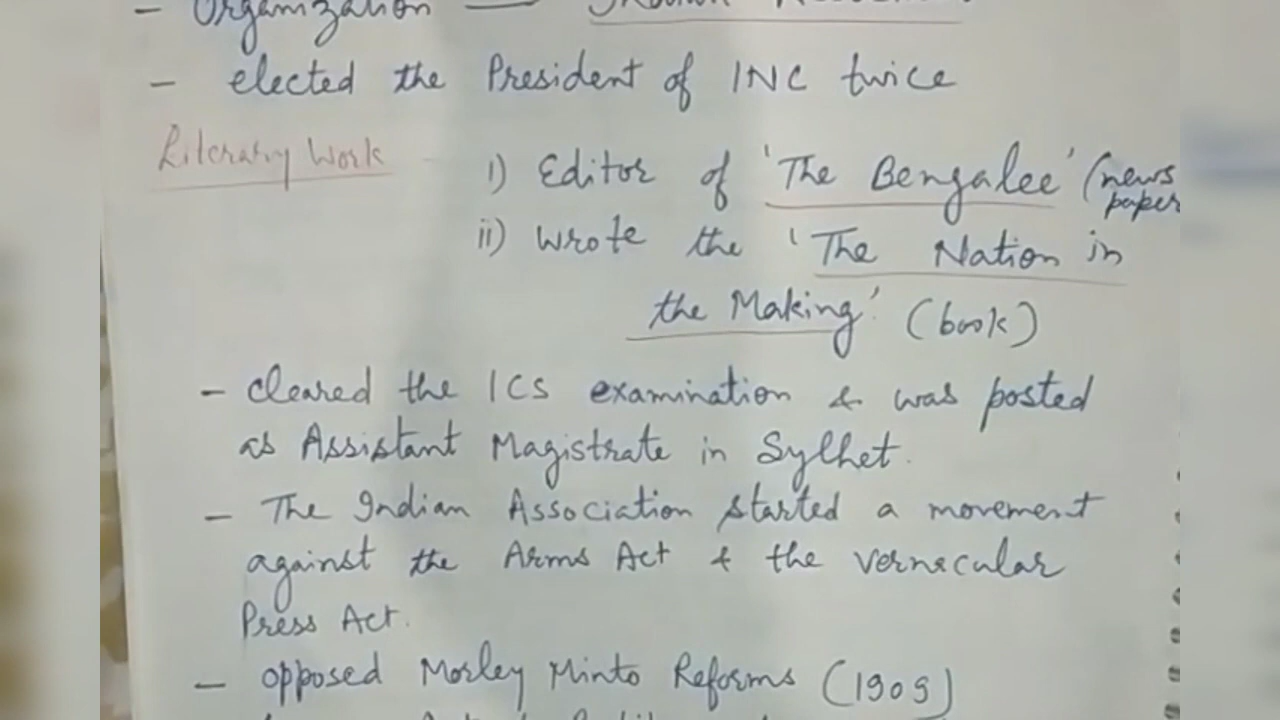 - Organization —
- elected the President of INC twice
Literary Work
i) Editor of 'The Bengalee' (news
paper
ii) wrote the 'The Nation in
the Making' (book)
- cleared the ICS examination & was posted
as Assistant Magistrate in Sylhet.
- The Indian Association started a movement
against the Arms Act & the vernacular
Press Act.
- opposed Morley Minto Reforms (1909)